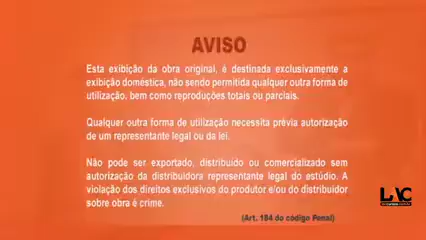 AVISO
Esta exibição da obra original, é destinada exclusivamente a
exibição doméstica, não sendo permitida qualquer outra forma de
utilização, bem como reproduções totais ou parciais.
Qualquer outra forma de utilização necessita prévia autorização
de um representante legal ou da lei.
Não pode ser exportado, distribuído ou comercializado sem
autorização da distribuidora representante legal do estúdio. A
violação dos direitos exclusivos do produtor e/ou do distribuidor
sobre obra é crime.
(Art. 184 do código Penal)